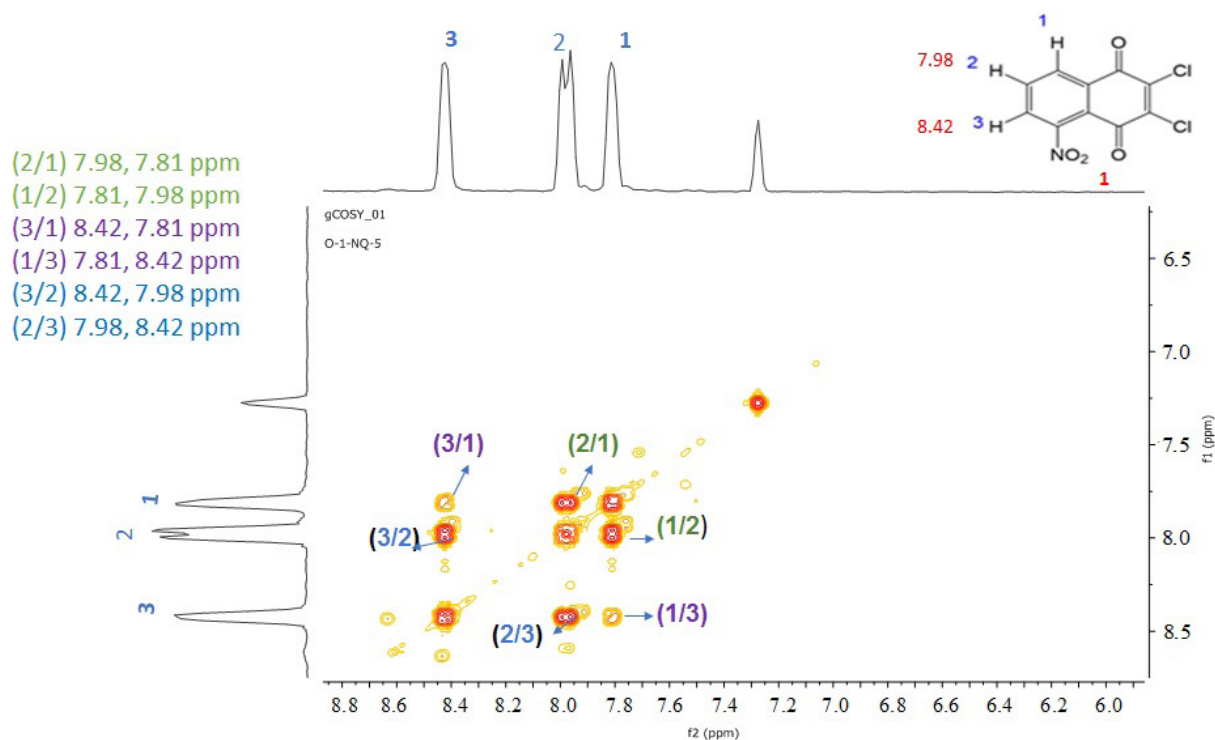 3 2 1
1
H O
7.98 2 H Cl
8.42 3 H Cl
NO2 O
1
(2/1) 7.98, 7.81 ppm
(1/2) 7.81, 7.98 ppm
(3/1) 8.42, 7.81 ppm
(1/3) 7.81, 8.42 ppm
(3/2) 8.42, 7.98 ppm
(2/3) 7.98, 8.42 ppm
gCOSY_01
O-1-NQ-5
6.5
7.0
7.5
8.0
8.5
f1 (ppm)
(3/1) (2/1)
(3/2) (1/2)
(2/3) (1/3)
1
2
3
8.8 8.6 8.4 8.2 8.0 7.8 7.6 7.4 7.2 7.0 6.8 6.6 6.4 6.2 6.0
f2 (ppm)